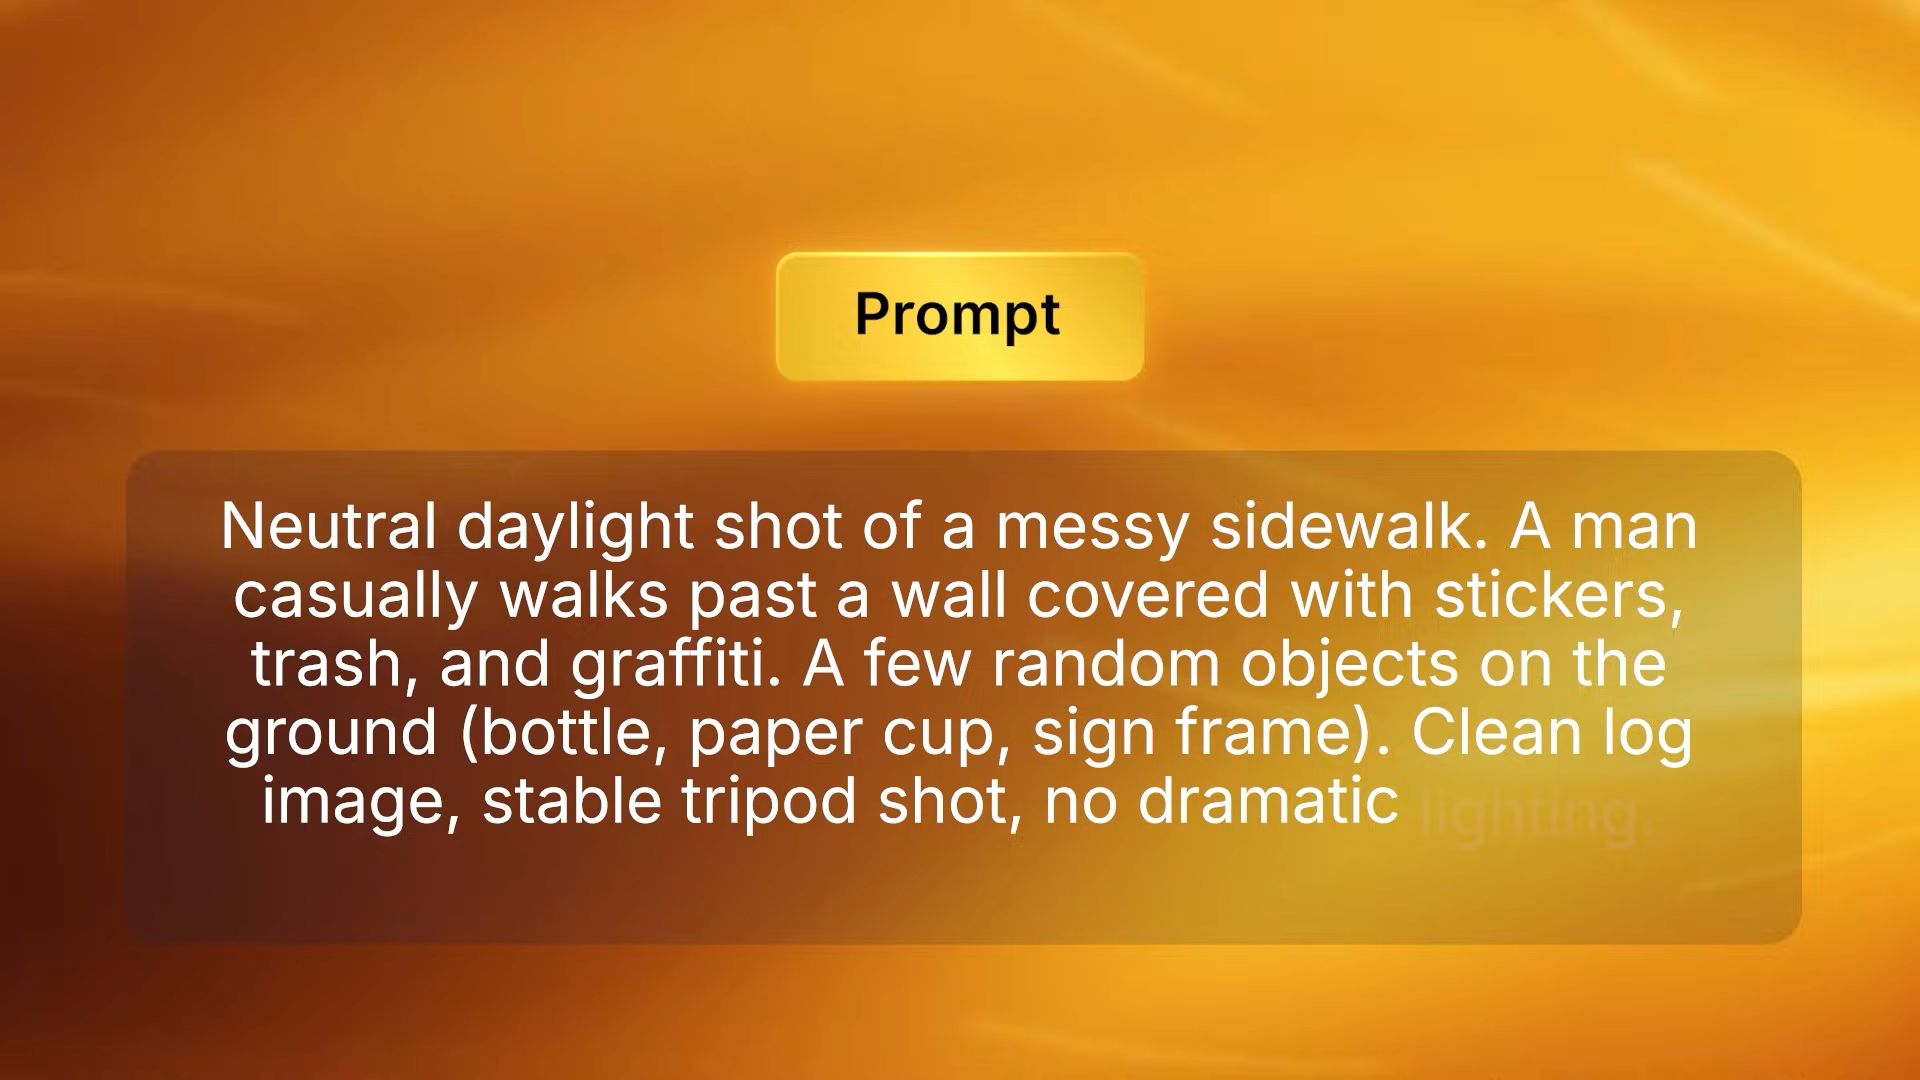 Prompt
Neutral daylight shot of a messy sidewalk. A man
casually walks past a wall covered with stickers,
trash, and graffiti. A few random objects on the
ground (bottle, paper cup, sign frame). Clean log
image, stable tripod shot, no dramatic lighting.